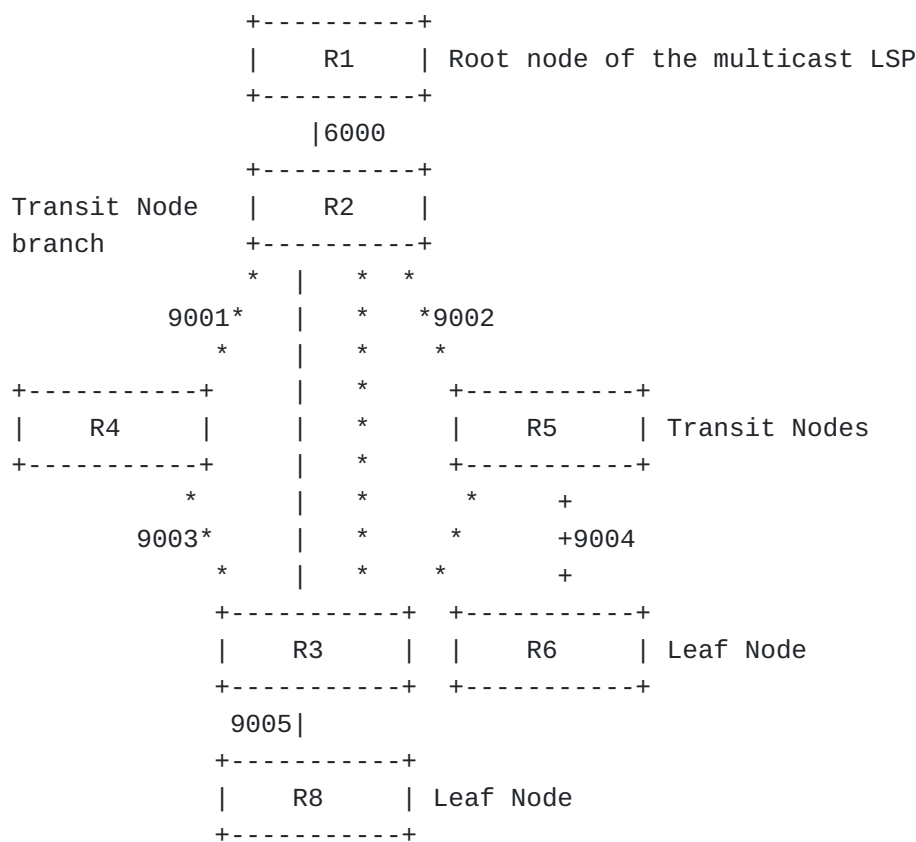 R1 Root node of the multicast LSP
6000
Transit Node R2
branch
9001 9002
R4 R5 Transit Nodes
9003 9004
R3 R6 Leaf Node
9005
R8 Leaf Node